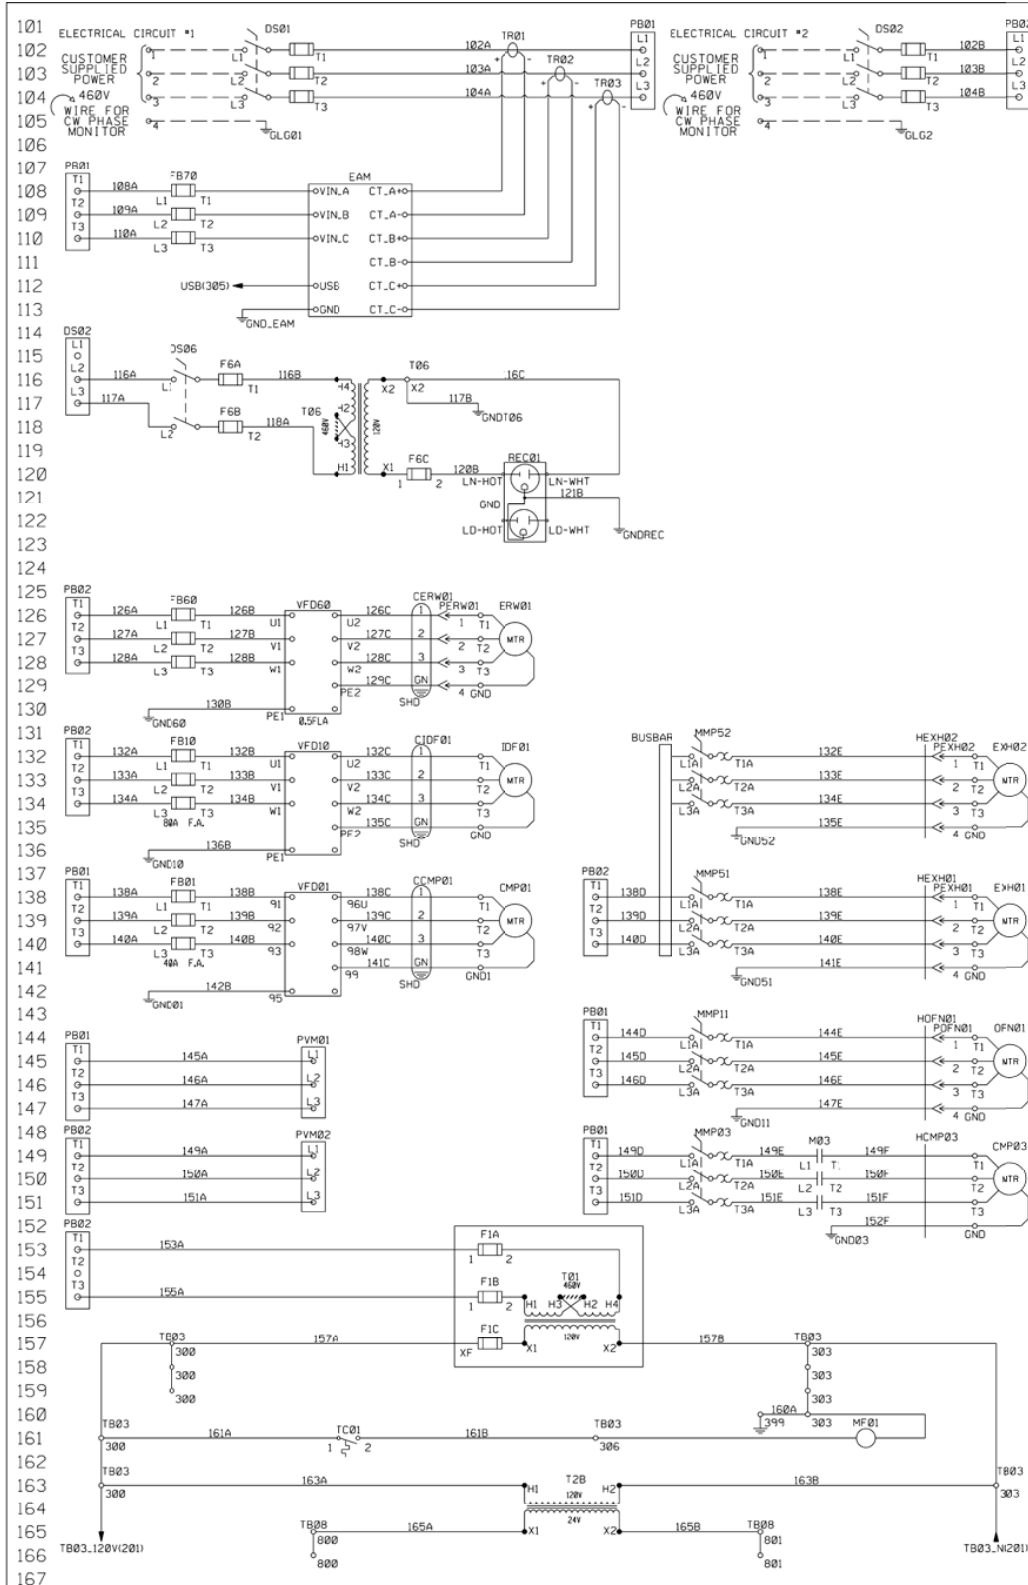 101 ELECTRICAL CIRCUIT #1 DS01 PB01 ELECTRICAL CIRCUIT #2 DS02 PB02
102 1 L1 T1 102A TR01 L1 1 L1 T1 102B L1
CUSTOMER SUPPLIED POWER
TR02
103 2 L2 T2 103A L2 CUSTOMER SUPPLIED POWER 2 L2 T2 103B L2
TR03
104 460V 3 L3 T3 104A L3 460V 3 L3 T3 104B L3
+ - + - + -
105 WIRE FOR CW PHASE MONITOR 4 GLG01 WIRE FOR CW PHASE MONITOR 4 GLG2
106
107 PB01 FB70 EAM
108 T1 108A L1 T1 VIN_A CT_A+
109 T2 109A L2 T2 VIN_B CT_A-
110 T3 110A L3 T3 VIN_C CT_B+
111 CT_B-
112 USB(305) USB CT_C+
113 GND_EAM GND CT_C-
114 DS02
115 L1 DS06 F6A T06
116 L2 116A L1 T1 116B H4 X2 X2 116C
117 L3 117A F6B T06 H2 117B GNDT06
118 L2 T2 118A 460V H3 120V
119 F6C REC01
120 H1 X1 1 2 120B LN-HOT LN-WHT
121 GND 121B
122 LD-HOT LD-WHT GNDREC
123
124
125 PB02 FB60 VFD60 CERW01 PERW01 ERW01
126 T1 126A L1 T1 126B U1 U2 126C 1 1 T1
127 T2 127A L2 T2 127B V1 V2 127C 2 2 T2 MTR
128 T3 128A L3 T3 128B W1 W2 128C 3 3 T3
129 PE2 129C GN SHD 4 GND
130 GND60 130B PE1 0.5FLA
131 PB02 FB10 VFD10 CIDF01 IDF01 BUSBAR MMP52 HEXH02 PEXH02 EXH02
132 T1 132A L1 T1 132B U1 U2 132C 1 T1 L1A T1A 132E 1 T1
133 T2 133A L2 T2 133B V1 V2 133C 2 T2 MTR L2A T2A 133E 2 T2 MTR
134 T3 134A L3 T3 134B W1 W2 134C 3 T3 L3A T3A 134E 3 T3
135 80A F.A. PE2 135C GN SHD GND GND52 135E 4 GND
136 GND10 136B PE1
137 PB01 FB01 VFD01 CCMP01 CMP01 PB02 MMP51 HEXH01 PEXH01 EXH01
138 T1 138A L1 T1 138B 91 96U 138C 1 T1 T1 138D L1A T1A 138E 1 T1
139 T2 139A L2 T2 139B 92 97V 139C 2 T2 MTR T2 139D L2A T2A 139E 2 T2 MTR
140 T3 140A L3 T3 140B 93 98W 140C 3 T3 T3 140D L3A T3A 140E 3 T3
141 40A F.A. 99 141C GN SHD GND1 GND51 141E 4 GND
142 GND01 142B 95
143 PB01 MMP11 HOFN01 POFN01 OFN01
144 PB01 PVM01 T1 144D L1A T1A 144E 1 T1
145 T1 145A L1 T2 145D L2A T2A 145E 2 T2 MTR
146 T2 146A L2 T3 146D L3A T3A 146E 3 T3
147 T3 147A L3 GND11 147E 4 GND
148 PB02 PVM02 PB01 MMP03 M03 HCMP03 CMP03
149 T1 149A L1 T1 149D L1A T1A 149E L1 T1 149F T1
150 T2 150A L2 T2 150D L2A T2A 150E L2 T2 150F T2 MTR
151 T3 151A L3 T3 151D L3A T3A 151E L3 T3 151F T3
152 PB02 GND03 152F GND
153 T1 153A F1A 1 2
154 T2 F1B T01 460V
155 T3 155A 1 2 H1 H3 H2 H4
156 F1C 120V
157 TB03 300 157A XF X1 X2 157B TB03 303
158 300 303
159 300 303
160 160A 399 303 MF01
161 TB03 300 161A TC01 1 2 161B TB03 306
162
163 TB03 300 163A H1 T2B 120V H2 163B TB03 303
164 24V
165 TB08 800 165A X1 X2 165B TB08 801
166 TB03_120V(201) 800 801 TB03_N(201)
167